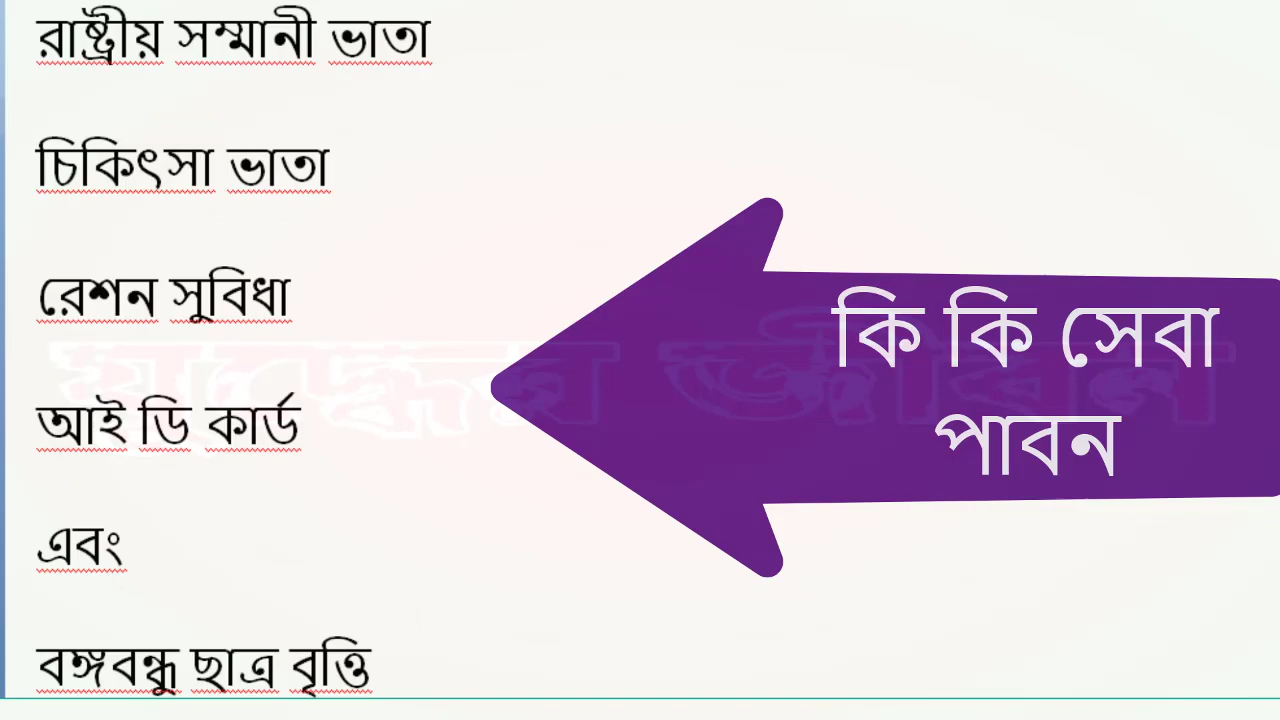 রাষ্ট্রীয় সম্মানী ভাতা
চিকিৎসা ভাতা
রেশন সুবিধা
আই ডি কার্ড
এবং
বঙ্গবন্ধু ছাত্র বৃত্তি
কি কি সেবা
পাবন